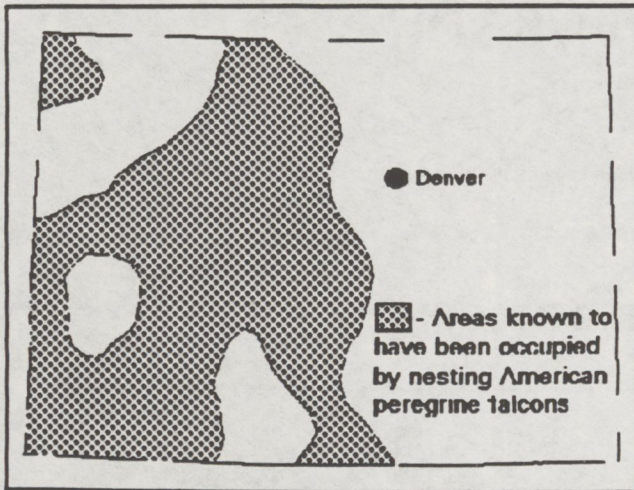 Denver
- Areas known to
have been occupied
by nesting American
peregrine falcons